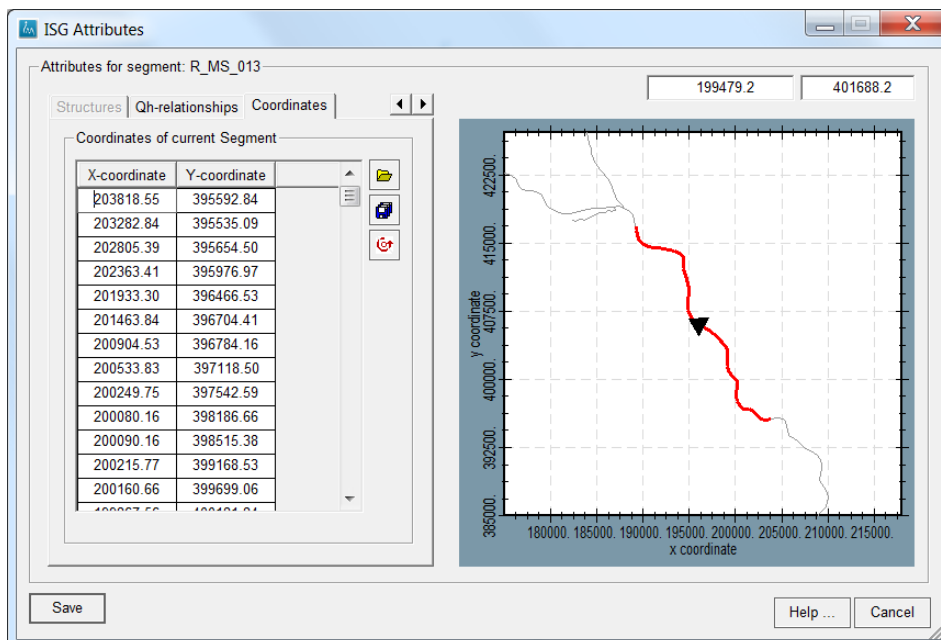 ISG Attributes
Attributes for segment: R_MS_013
199479.2 401688.2
Structures Qh-relationships Coordinates
Coordinates of current Segment
X-coordinate Y-coordinate
203818.55 395592.84
203282.84 395535.09
202805.39 395654.50
202363.41 395976.97
201933.30 396466.53
201463.84 396704.41
200904.53 396784.16
200533.83 397118.50
200249.75 397542.59
200080.16 398186.66
200090.16 398515.38
200215.77 399168.53
200160.66 399699.06
y coordinate
422500.
415000.
407500.
400000.
392500.
385000.
180000. 185000. 190000. 195000. 200000. 205000. 210000. 215000.
x coordinate
Save
Help ... Cancel